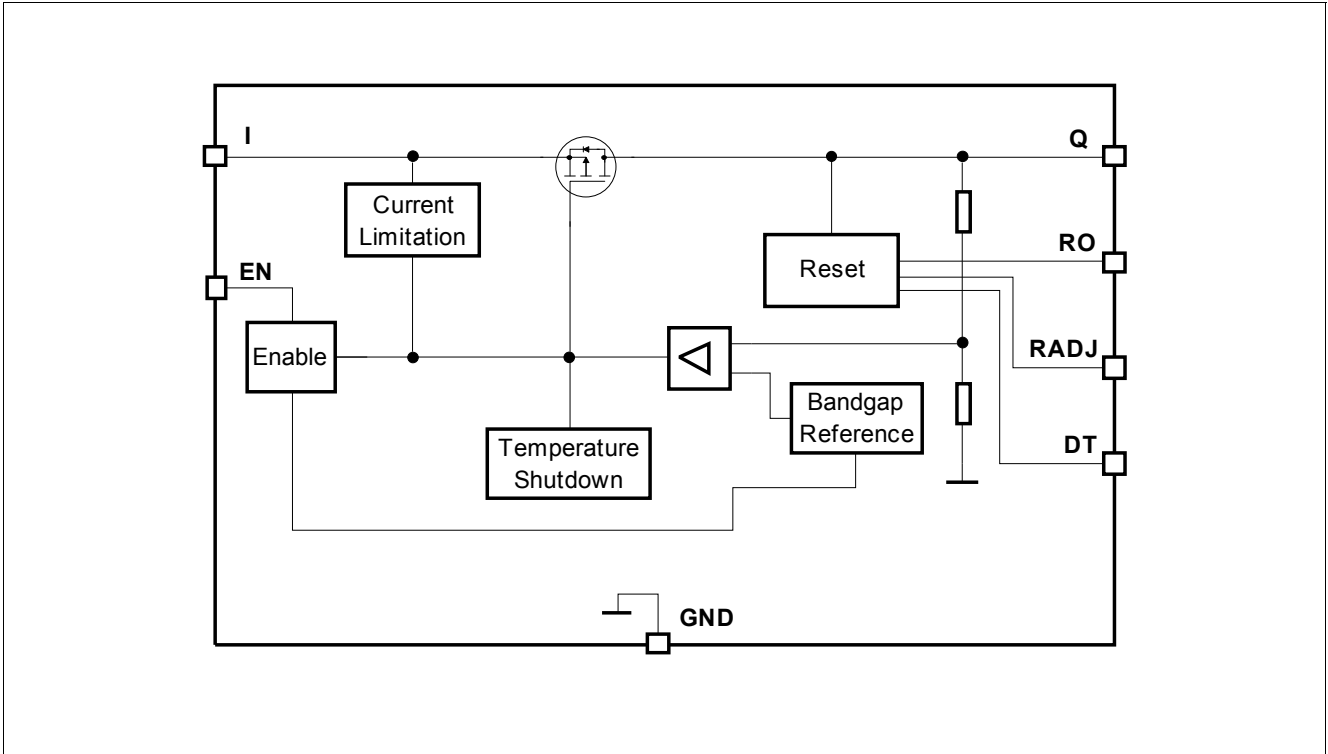 I
Q
Current
Limitation
RO
Reset
EN
Enable
RADJ
Bandgap
Reference
DT
Temperature
Shutdown
GND